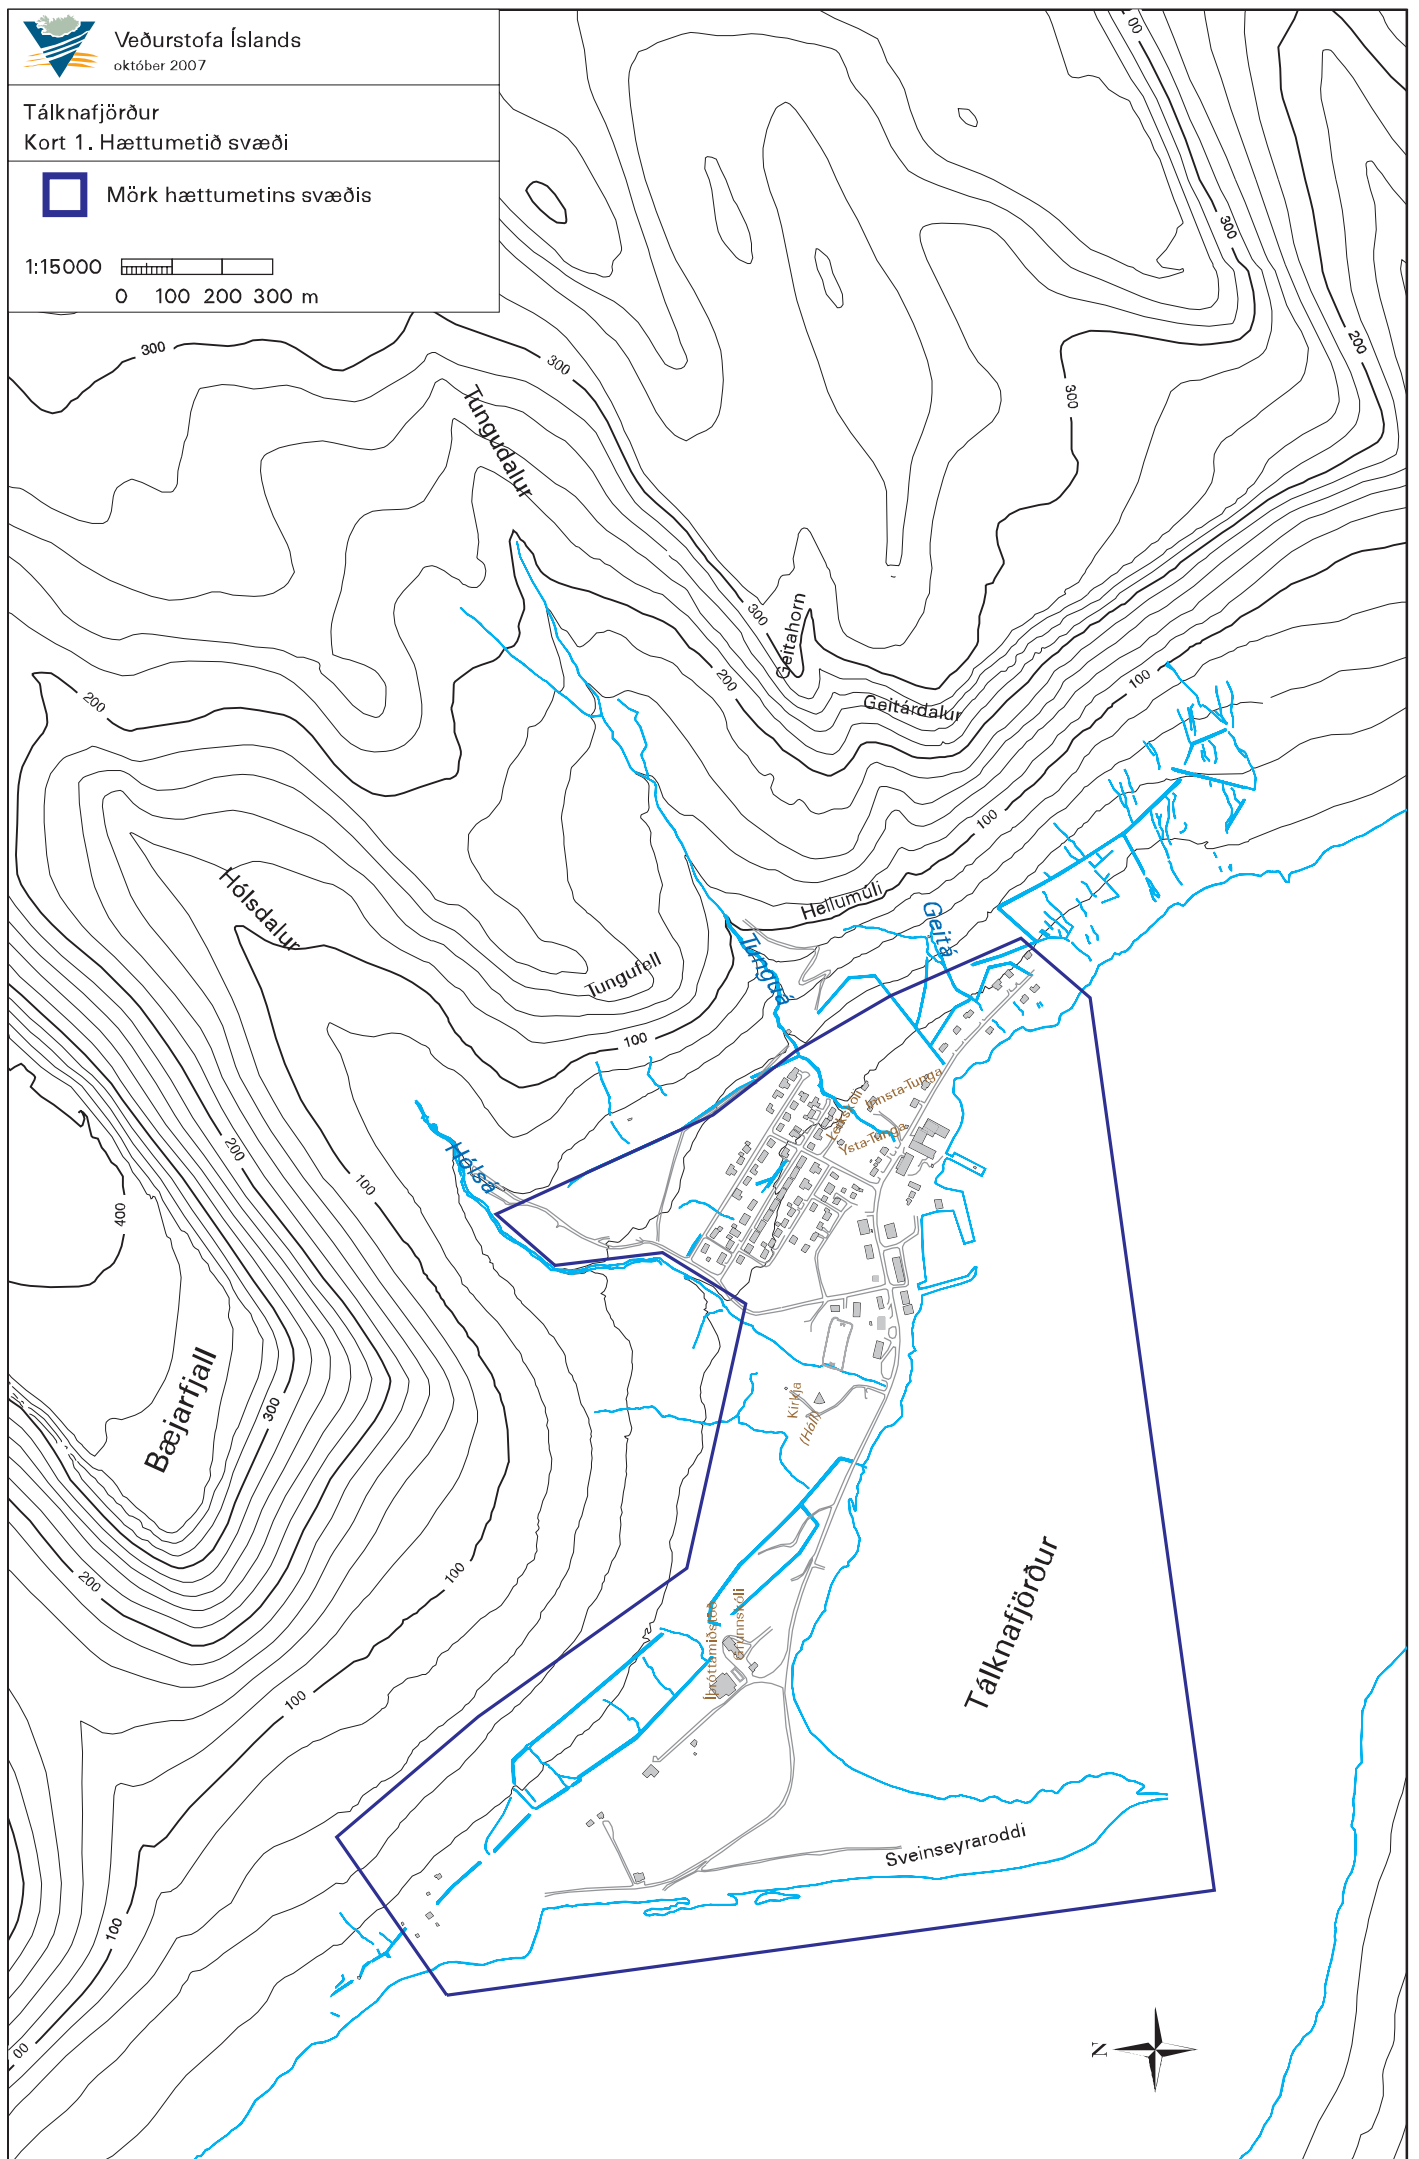 Veðurstofa Íslands
október 2007
Tálknafjörður
Kort 1. Hættumetið svæði
Mörk hættumetins svæðis
1:15000
0 100 200 300 m
00
300
300
300
200
300
Tungudalur
300
Geitahorn
200
100
200
Geitárdalur
100
Hólsdalur
Hellumúli
Geitá
Tunguá
Tungufell
100
Innsta-Tunga
Leikskóli
Ysta-Tunga
200
Hólsá
100
400
Bæjarfjall
300
Kirkja
(Hóll)
200
100
Tálknafjörður
Íþróttamiðstöð
Grunnskóli
100
Sveinseyraroddi
100
00
N